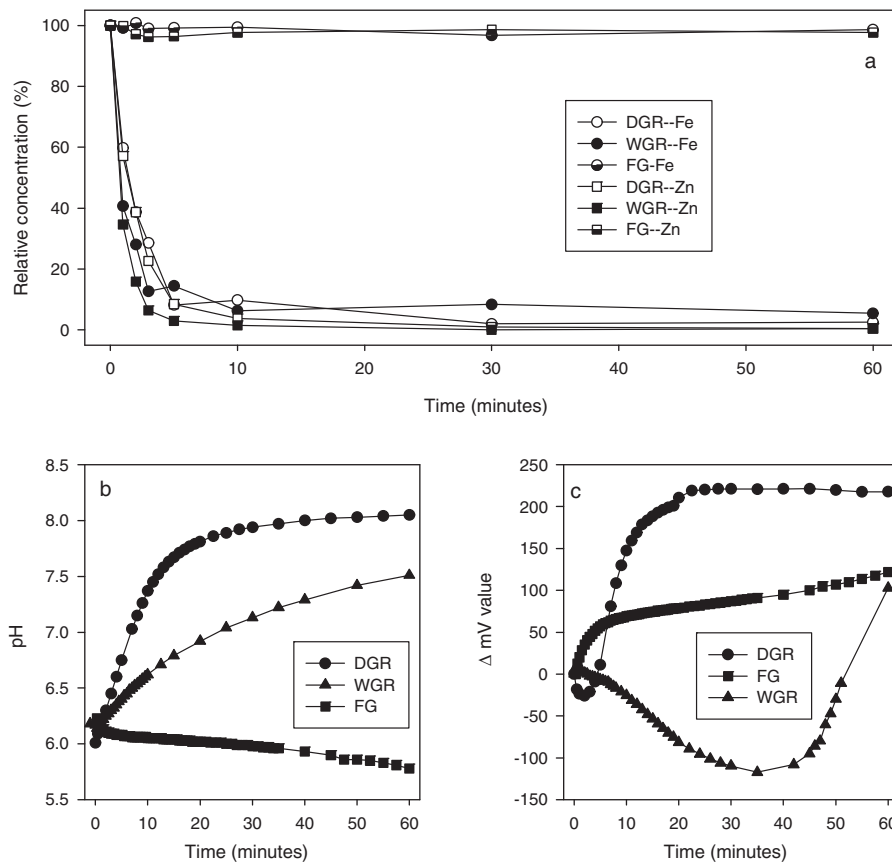 100
80
60
40
20
0
Relative concentration (%)
a
DGR--Fe
WGR--Fe
FG-Fe
DGR--Zn
WGR--Zn
FG--Zn
0 10 20 30 40 50 60
Time (minutes)
8.5
8.0
7.5
7.0
6.5
6.0
5.5
pH
b
DGR
WGR
FG
0 10 20 30 40 50 60
Time (minutes)
250
200
150
100
50
0
-50
-100
-150
Δ mV value
c
DGR
FG
WGR
0 10 20 30 40 50 60
Time (minutes)